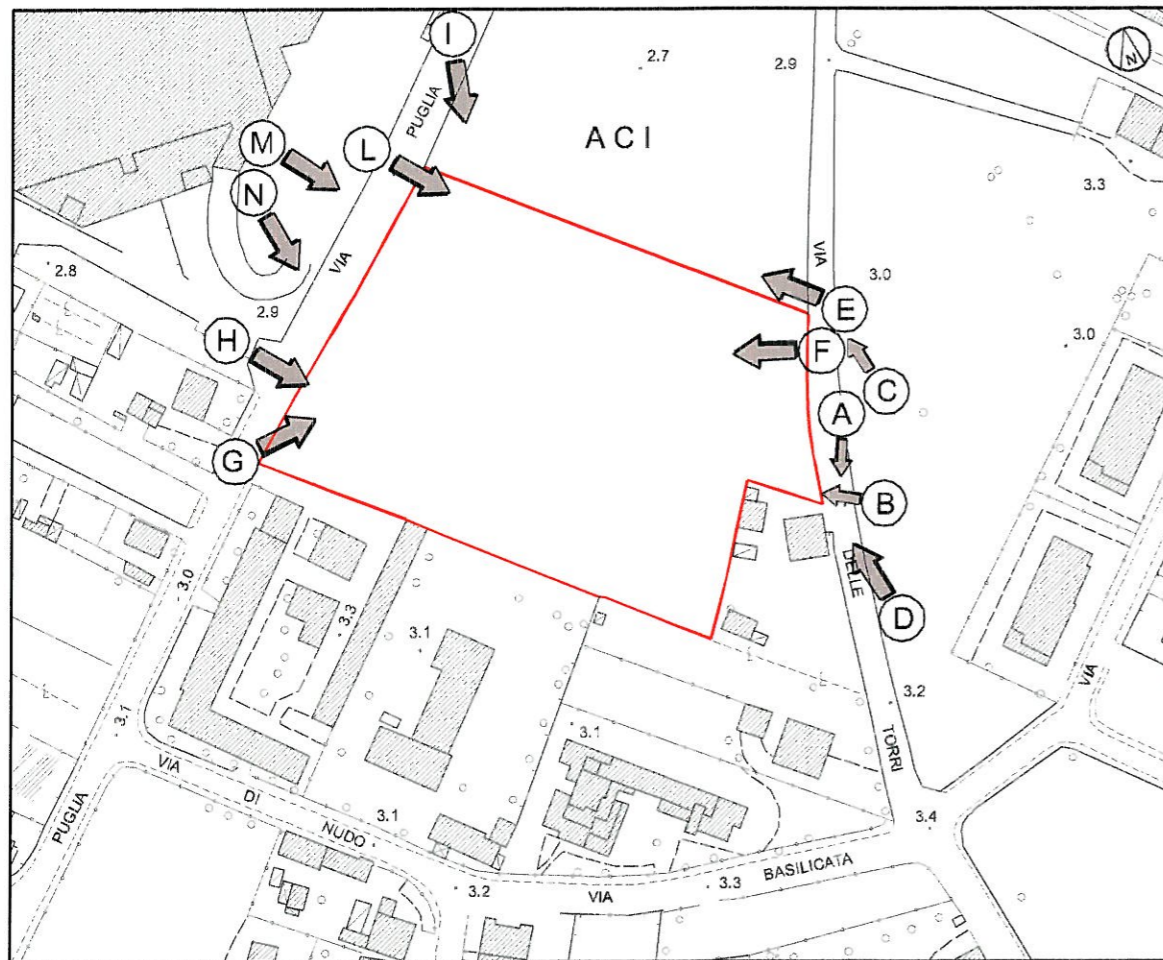 I
N
2.7
2.9
PUGLIA
M
L
A C I
3.3
N
VIA
VIA
2.8
3.0
2.9
E
3.0
H
F
C
A
G
B
DELLE
3.0
D
3.3
3.1
3.2
VIA
3.1
3.1
TORRI
VIA
DI
NUDO
3.1
PUGLIA
3.4
BASILICATA
3.2
VIA
3.3